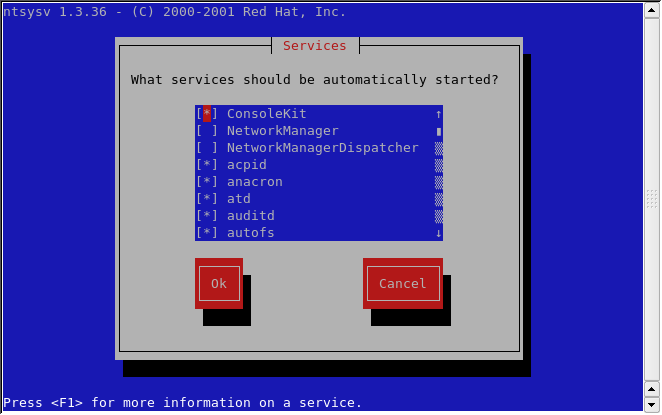 ntsysv 1.3.36 - (C) 2000-2001 Red Hat, Inc.
Services
What services should be automatically started?
[*] ConsoleKit ↑
[ ] NetworkManager
[ ] NetworkManagerDispatcher
[*] acpid
[*] anacron
[*] atd
[*] auditd
[*] autofs ↓
Ok Cancel
Press <F1> for more information on a service.